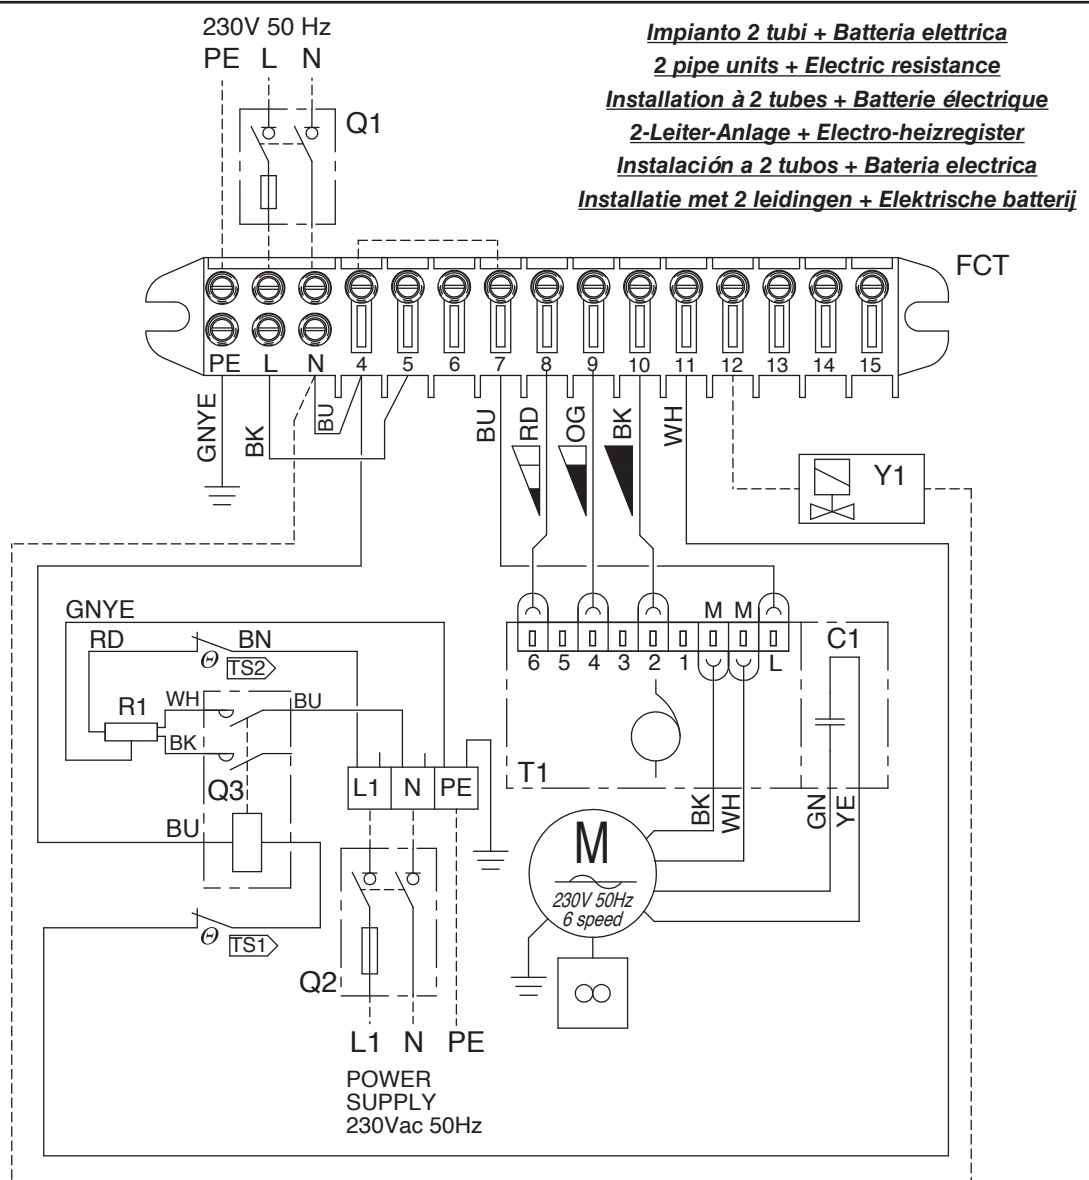 230V 50 Hz
PE L N
Q1
Impianto 2 tubi + Batteria elettrica
2 pipe units + Electric resistance
Installation à 2 tubes + Batterie électrique
2-Leiter-Anlage + Electro-heizregister
Instalación a 2 tubos + Bateria electrica
Installatie met 2 leidingen + Elektrische batterij
FCT
PE L N 4 5 6 7 8 9 10 11 12 13 14 15
GNYE
BK
BU
BU
RD
OG
BK
WH
Y1
GNYE
RD
BN
Θ TS2
R1
WH
BU
BK
Q3
BU
L1 N PE
Θ TS1
Q2
L1 N PE
POWER
SUPPLY
230Vac 50Hz
M M
C1
6 5 4 3 2 1 L
T1
BK
WH
GN
YE
M
230V 50Hz
6 speed